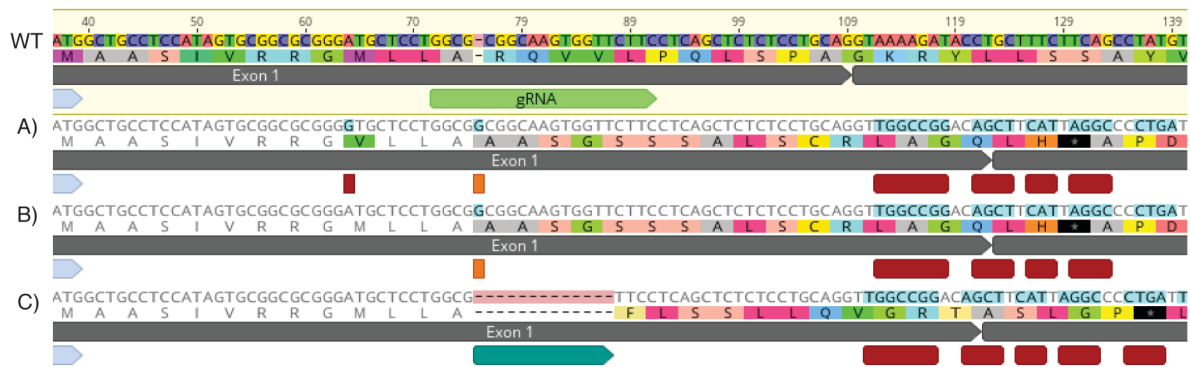 40 50 60 70 79 89 99 109 119 129 139
WT ATGGCTGCCTCCATAGTGCGGCGCGGGATGCTCCTGGCG-CGGCAAGTGGTTCTTCCTCAGCTCTCTCCTGCAGGTAAAAGATACCTGCTTTCTTCAGCCTATGT
M A A S I V R R G M L L A - R Q V V L P Q L S P A G K R Y L L S S A Y V
Exon 1
gRNA
A) ATGGCTGCCTCCATAGTGCGGCGCGGGGTGCTCCTGGCGGCGGCAAGTGGTTCTTCCTCAGCTCTCTCCTGCAGGTTGGCCGGACAGCTTCATTAGGCCCCTGAT
M A A S I V R R G V L L A A A S G S S S A L S C R L A G Q L H * A P D
Exon 1
B) ATGGCTGCCTCCATAGTGCGGCGCGGGATGCTCCTGGCGGCGGCAAGTGGTTCTTCCTCAGCTCTCTCCTGCAGGTTGGCCGGACAGCTTCATTAGGCCCCTGAT
M A A S I V R R G M L L A A A S G S S S A L S C R L A G Q L H * A P D
Exon 1
C) ATGGCTGCCTCCATAGTGCGGCGCGGGATGCTCCTGGCG-------------TTCCTCAGCTCTCTCCTGCAGGTTGGCCGGACAGCTTCATTAGGCCCCTGATT
M A A S I V R R G M L L A ------------- F L S S L L Q V G R T A S L G P * L
Exon 1